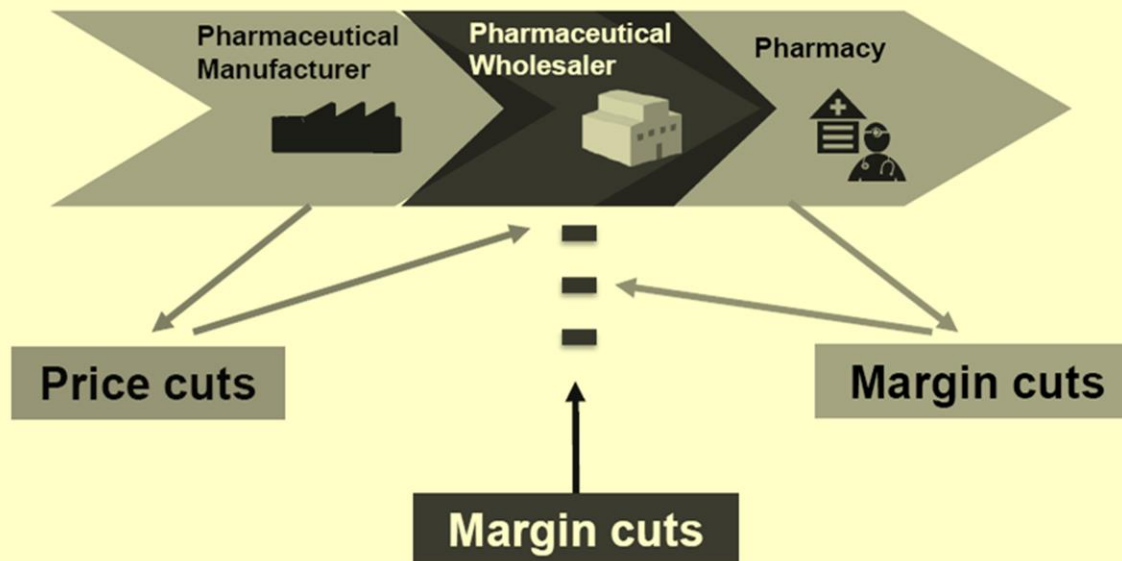 Pharmaceutical
Manufacturer
Pharmaceutical
Wholesaler
Pharmacy
Price cuts
Margin cuts
Margin cuts